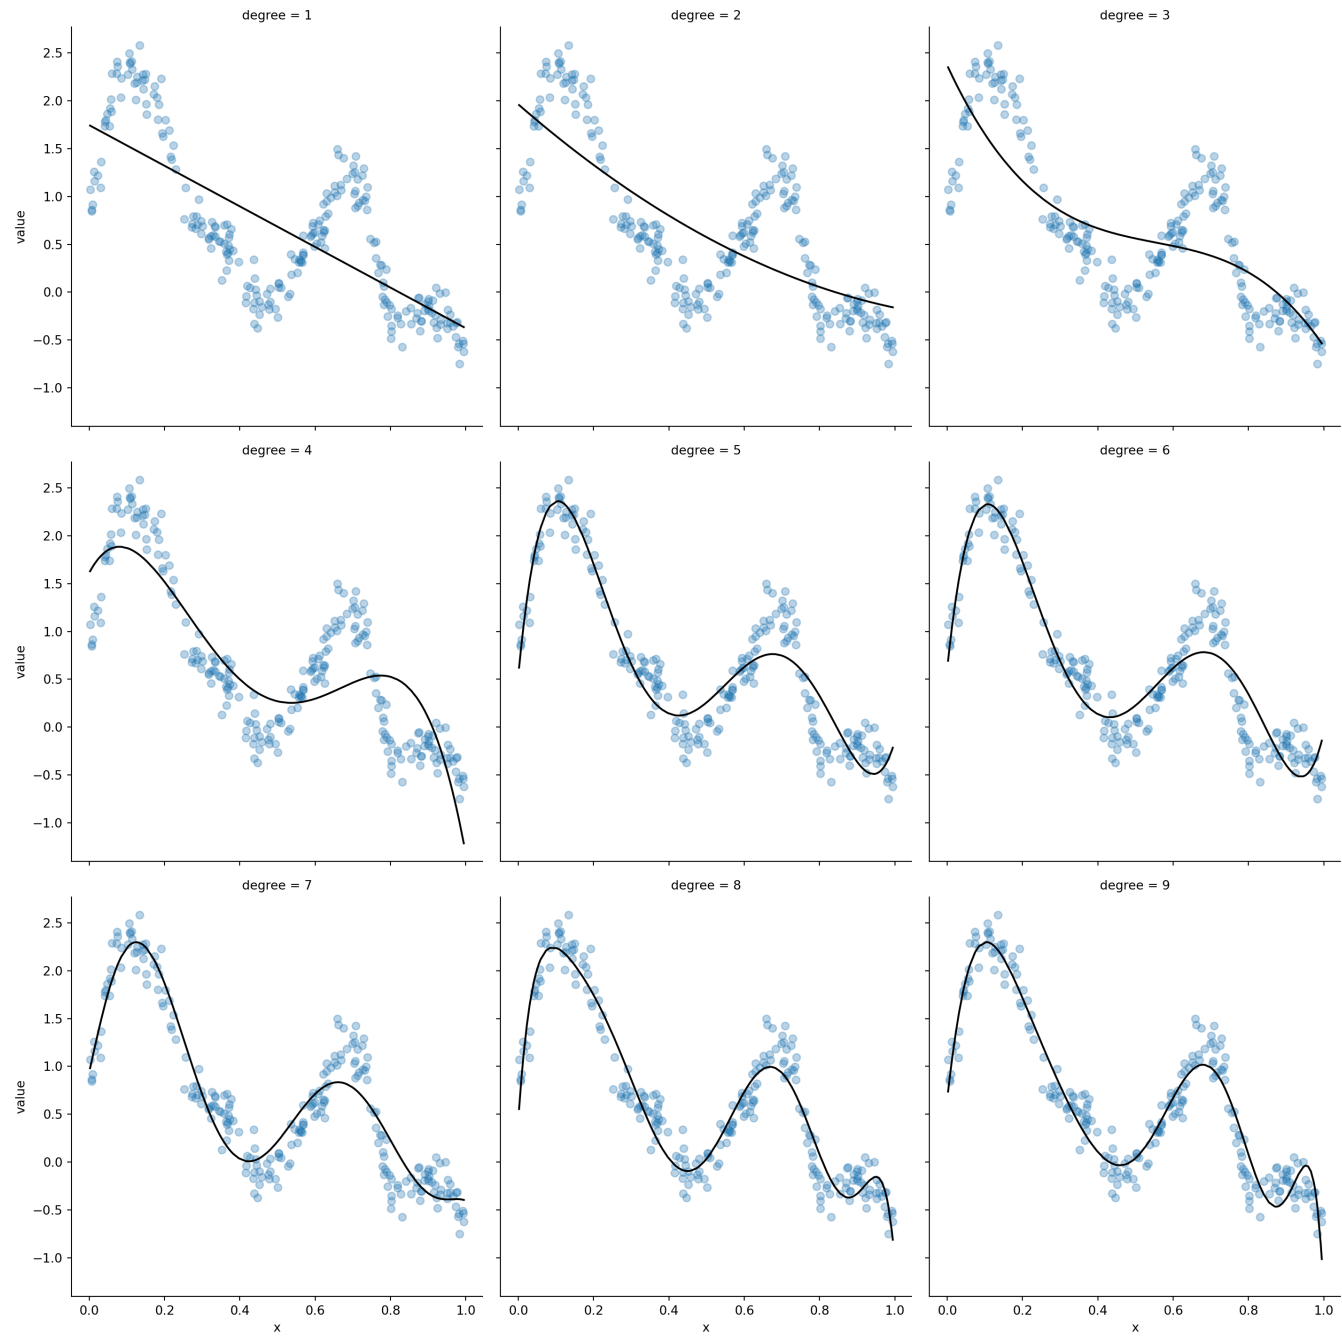 degree = 1
degree = 2
degree = 3
2.5
2.0
1.5
1.0
0.5
0.0
−0.5
−1.0
value
degree = 4
degree = 5
degree = 6
2.5
2.0
1.5
1.0
0.5
0.0
−0.5
−1.0
value
degree = 7
degree = 8
degree = 9
2.5
2.0
1.5
1.0
0.5
0.0
−0.5
−1.0
value
0.0 0.2 0.4 0.6 0.8 1.0
0.0 0.2 0.4 0.6 0.8 1.0
0.0 0.2 0.4 0.6 0.8 1.0
x
x
x